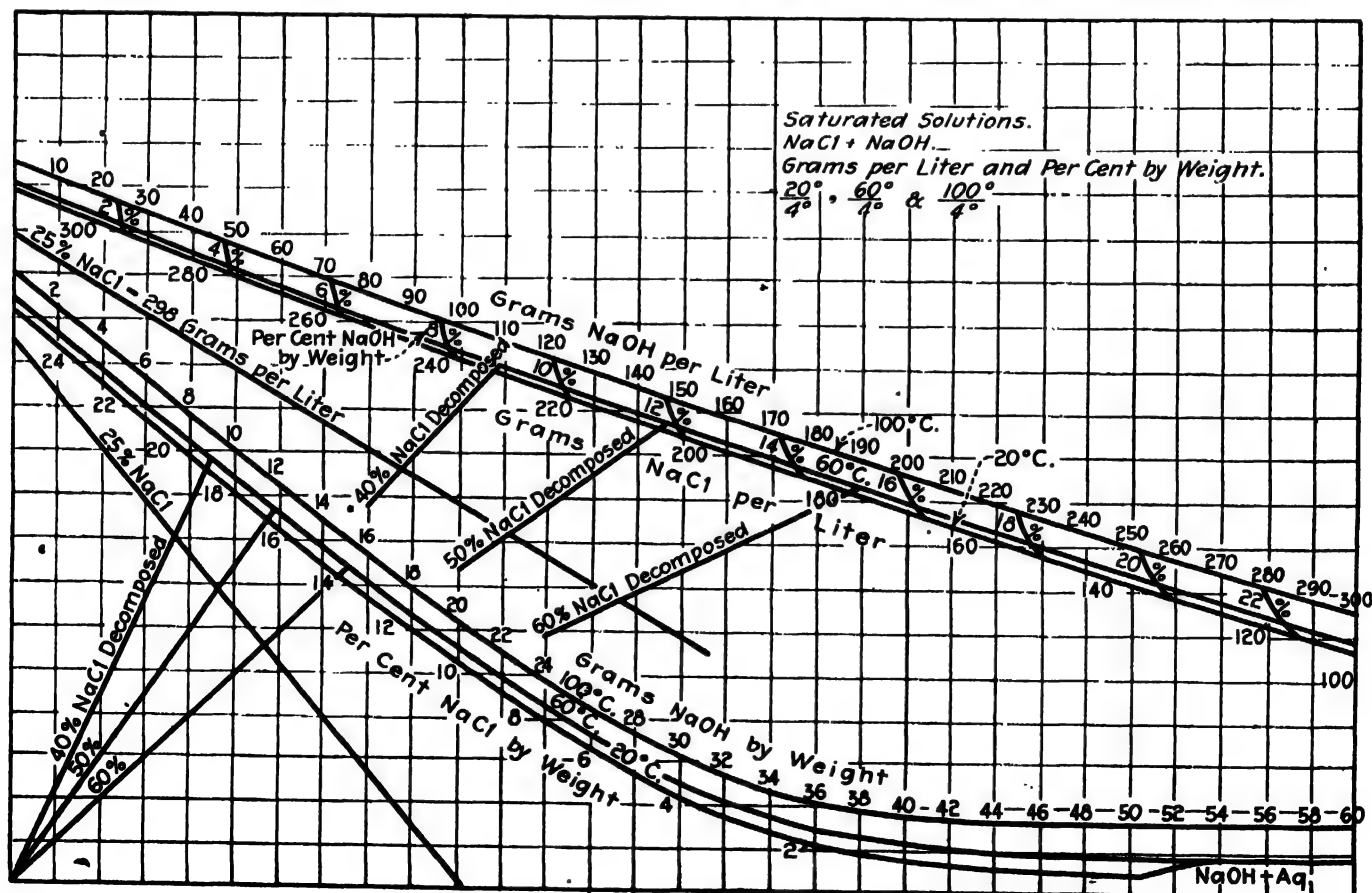 Saturated Solutions.
NaCl + NaOH.
Grams per Liter and Per Cent by Weight.
20°/4°, 60°/4° & 100°/4°
10 20 30 40 50 60 70 80 90 100 110 120 130 140 150 160 170 180 190 200 210 220 230 240 250 260 270 280 290 300
Grams NaOH per Liter
2% 4% 6% 8% 10% 12% 14% 16% 18% 20% 22%
Per Cent NaOH
by Weight
100°C.
60°C.
20°C.
300 280 260 240 220 200 180 160 140 120 100
Grams NaCl per Liter
25% NaCl - 298 Grams per Liter
40% NaCl Decomposed
50% NaCl Decomposed
60% NaCl Decomposed
2 4 6 8 10 12 14 16 18 20 22 24 28 30 32 34 36 38 40 42 44 46 48 50 52 54 56 58 60
Grams NaOH by Weight
100°C.
60°C.
20°C.
24 22 20 18 16 14 12 10 8 6 4 2
Per Cent NaCl by Weight
25% NaCl
40% NaCl Decomposed
50%
60%
NaOH+Aq.